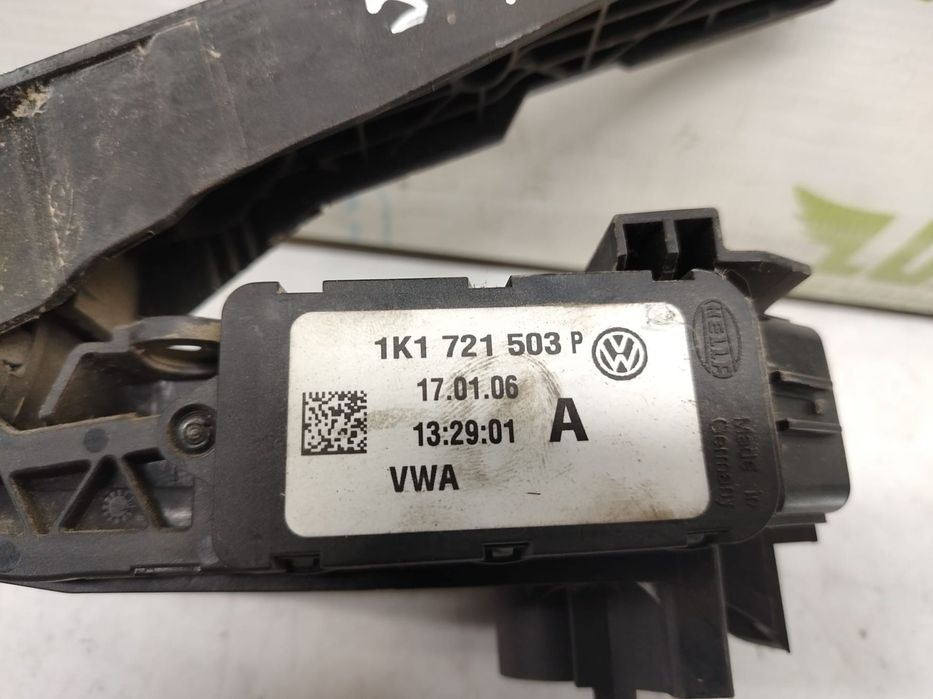 1K1 721 503 P
17.01.06
13:29:01 A
VWA
HELLA
Made in
Germany